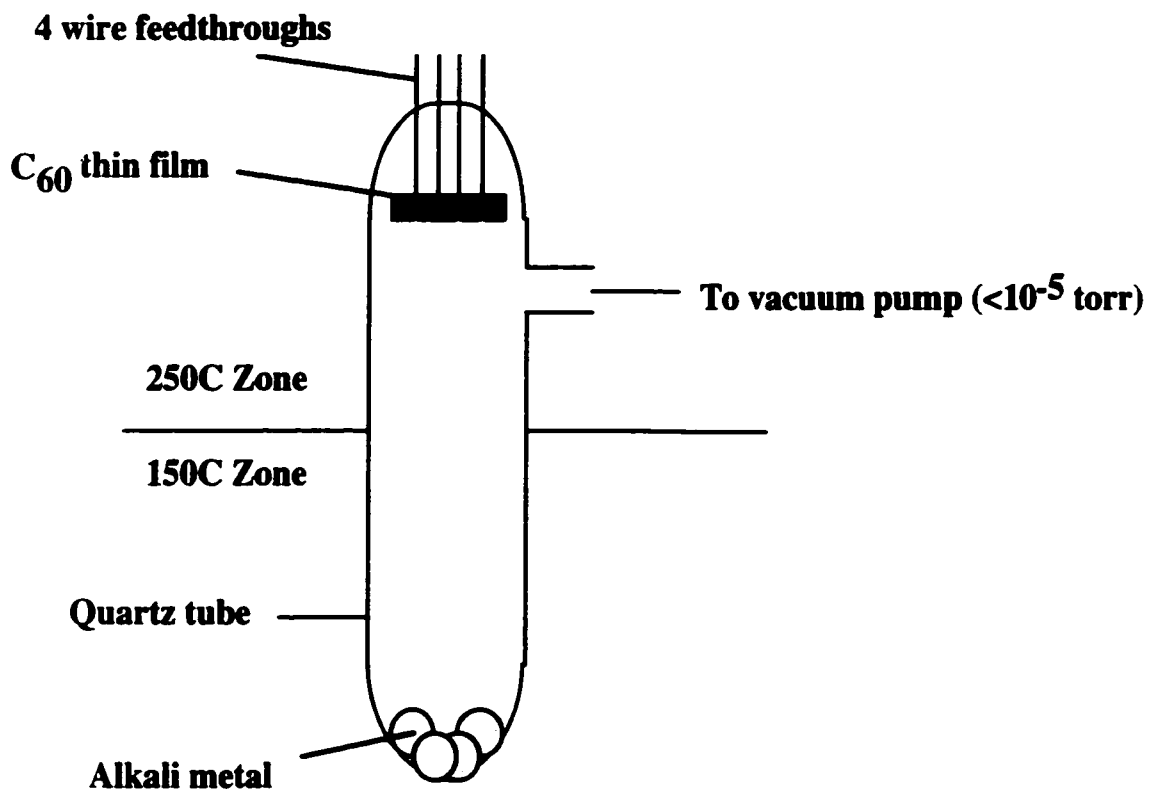 4 wire feedthroughs
C60 thin film
To vacuum pump (<10-5 torr)
250C Zone
150C Zone
Quartz tube
Alkali metal